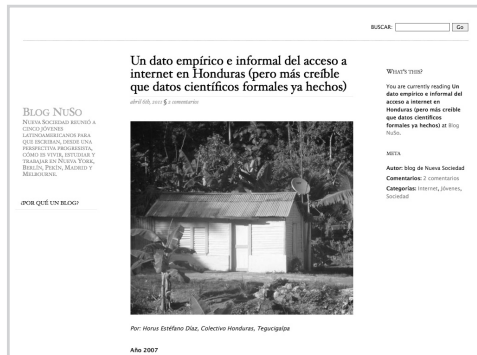 BUSCAR:
Go
Un dato empírico e informal del acceso a
internet en Honduras (pero más creíble
que datos científicos formales ya hechos)
abril 6th, 2011 § 2 comentarios
BLOG NUSO
NUEVA SOCIEDAD REUNIÓ A
CINCO JÓVENES
LATINOAMERICANOS PARA
QUE ESCRIBAN, DESDE UNA
PERSPECTIVA PROGRESISTA,
CÓMO ES VIVIR, ESTUDIAR Y
TRABAJAR EN NUEVA YORK,
BERLÍN, PEKÍN, MADRID Y
MELBOURNE.
¿POR QUÉ UN BLOG?
Por: Horus Estéfano Díaz, Colectivo Honduras, Tegucigalpa
Año 2007
WHAT'S THIS?
You are currently reading Un
dato empírico e informal del
acceso a internet en
Honduras (pero más creíble
que datos científicos
formales ya hechos) at Blog
NuSo.
META
Autor: blog de Nueva Sociedad
Comentarios: 2 comentarios
Categorías: Internet, Jóvenes,
Sociedad